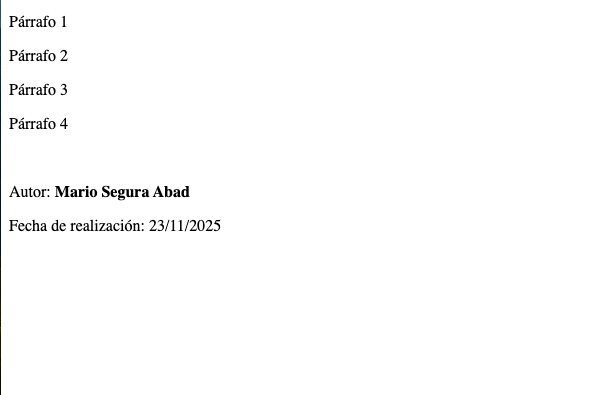 Párrafo 1
Párrafo 2
Párrafo 3
Párrafo 4
Autor: Mario Segura Abad
Fecha de realización: 23/11/2025